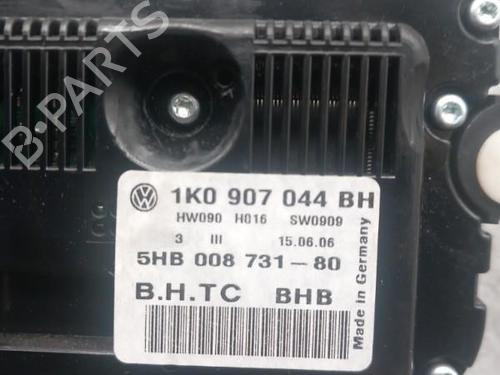 B-PARTS
1K0 907 044 BH
HW090 H016 SW0909
3 III 15.06.06
5HB 008 731-80
B.H.TC BHB
Made in Germany